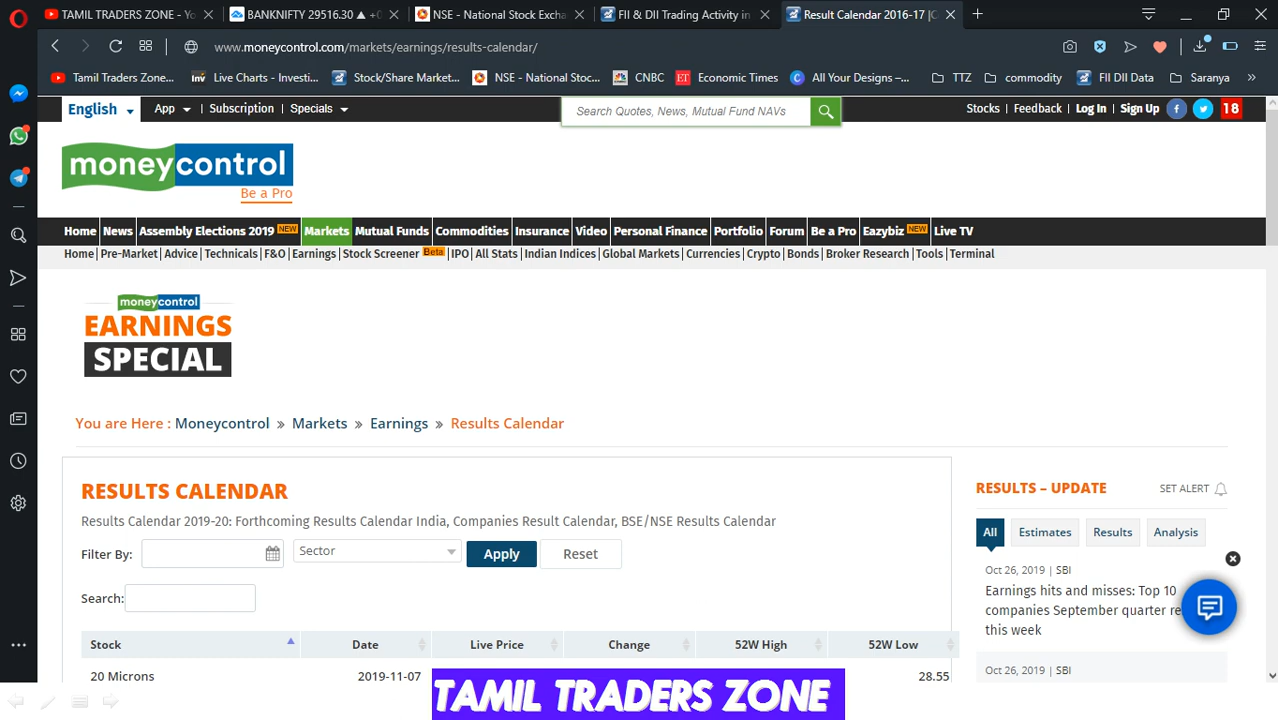 TAMIL TRADERS ZONE - Yo
BANKNIFTY 29516.30 ▲ +0
NSE - National Stock Excha
FII & DII Trading Activity in
Result Calendar 2016-17 |
www.moneycontrol.com/markets/earnings/results-calendar/
Tamil Traders Zone...
Inv Live Charts - Investi...
Stock/Share Market...
NSE - National Stoc...
CNBC
ET Economic Times
C All Your Designs –...
TTZ
commodity
FII DII Data
Saranya »
English
App
Subscription
Specials
Search Quotes, News, Mutual Fund NAVs
Stocks | Feedback | Log In | Sign Up
18
moneycontrol
Be a Pro
Home News Assembly Elections 2019 NEW Markets Mutual Funds Commodities Insurance Video Personal Finance Portfolio Forum Be a Pro Eazybiz NEW Live TV
Home | Pre-Market | Advice | Technicals | F&O | Earnings | Stock Screener Beta | IPO | All Stats | Indian Indices | Global Markets | Currencies | Crypto | Bonds | Broker Research | Tools | Terminal
moneycontrol
EARNINGS
SPECIAL
You are Here : Moneycontrol » Markets » Earnings » Results Calendar
RESULTS CALENDAR
Results Calendar 2019-20: Forthcoming Results Calendar India, Companies Result Calendar, BSE/NSE Results Calendar
Filter By:
Sector
Apply
Reset
Search:
Stock Date Live Price Change 52W High 52W Low
20 Microns 2019-11-07 28.55
RESULTS – UPDATE
SET ALERT
All Estimates Results Analysis
Oct 26, 2019 | SBI
Earnings hits and misses: Top 10
companies September quarter re
this week
Oct 26, 2019 | SBI
TAMIL TRADERS ZONE